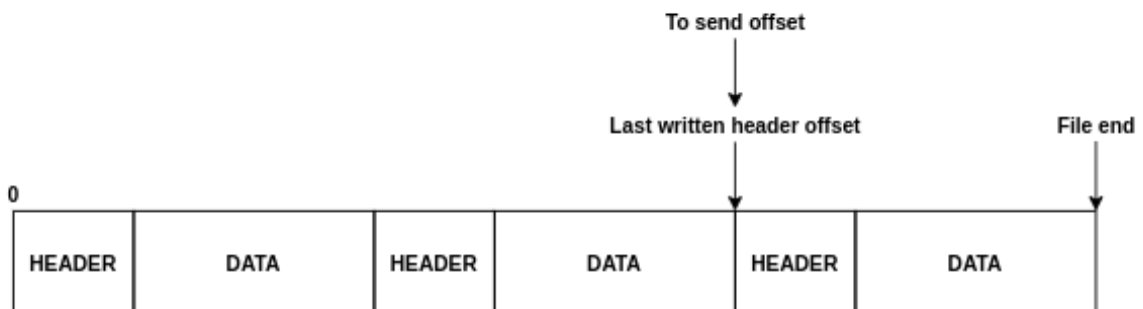 To send offset
Last written header offset File end
0
HEADER DATA HEADER DATA HEADER DATA